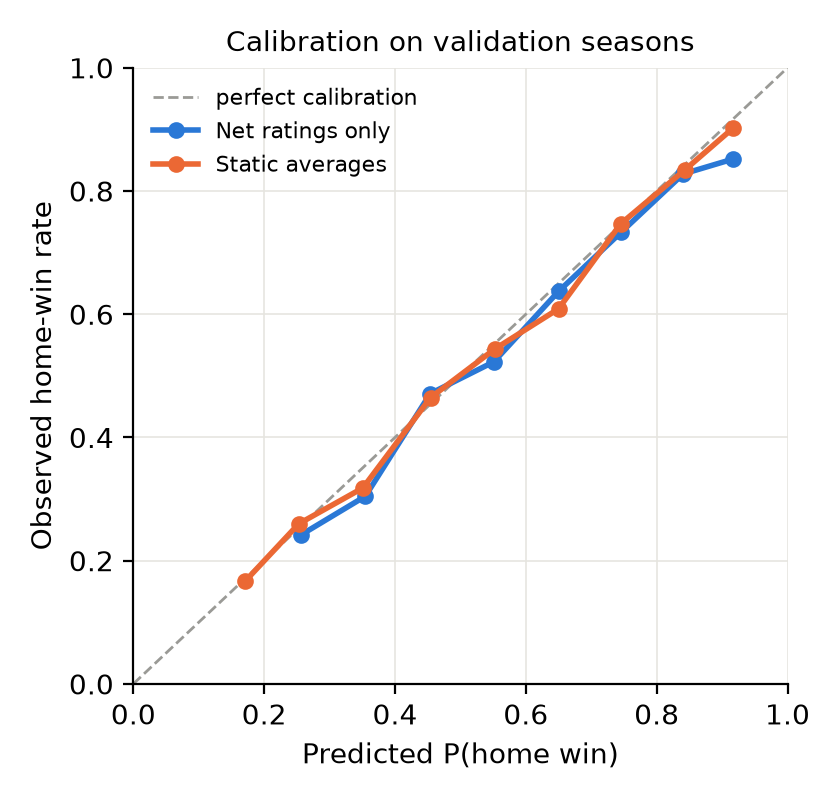 Calibration on validation seasons
perfect calibration
Net ratings only
Static averages
1.0
0.8
0.6
0.4
0.2
0.0
Observed home-win rate
0.0 0.2 0.4 0.6 0.8 1.0
Predicted P(home win)